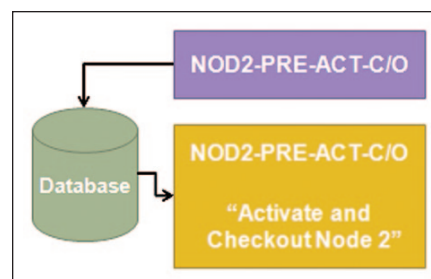 NOD2-PRE-ACT-C/O
Database
NOD2-PRE-ACT-C/O
“Activate and
Checkout Node 2”